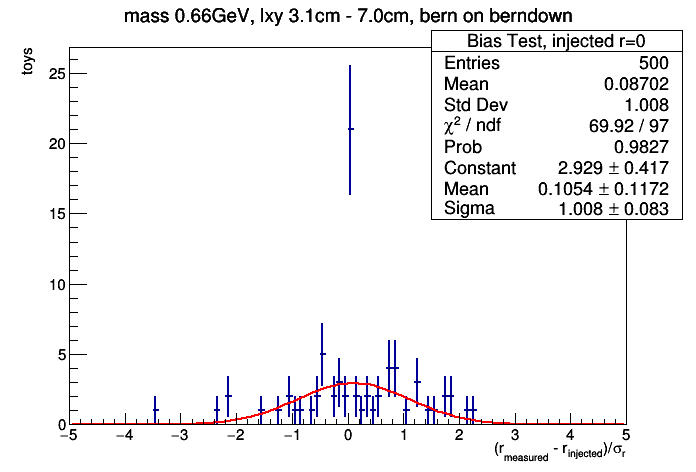 mass 0.66GeV, lxy 3.1cm - 7.0cm, bern on berndown
toys
Bias Test, injected r=0
Entries 500
Mean 0.08702
Std Dev 1.008
χ² / ndf 69.92 / 97
Prob 0.9827
Constant 2.929 ± 0.417
Mean 0.1054 ± 0.1172
Sigma 1.008 ± 0.083
25
20
15
10
5
0
−5 −4 −3 −2 −1 0 1 2 3 4 5
(r_measured - r_injected)/σ_r